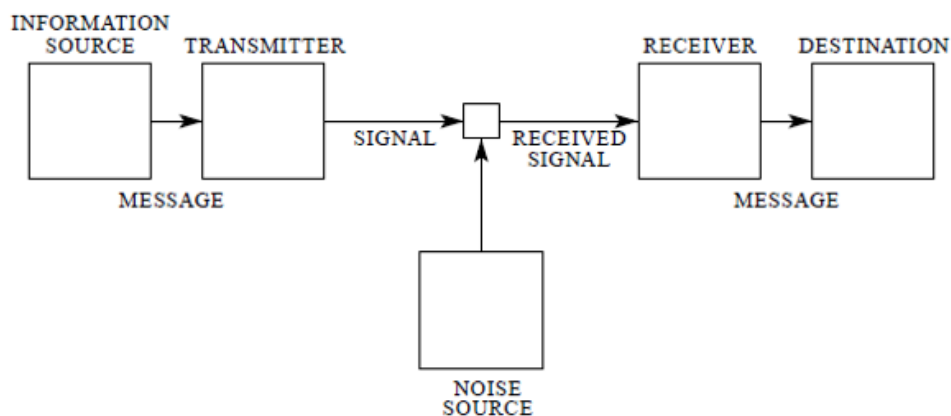 INFORMATION
SOURCE
TRANSMITTER
RECEIVER
DESTINATION
SIGNAL
RECEIVED
SIGNAL
MESSAGE
MESSAGE
NOISE
SOURCE